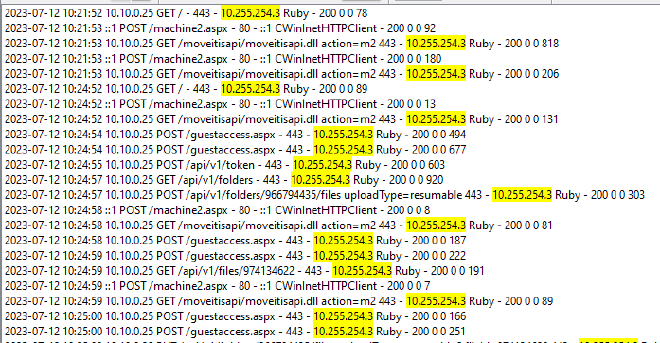 2023-07-12 10:21:52 10.10.0.25 GET / - 443 - 10.255.254.3 Ruby - 200 0 0 78
2023-07-12 10:21:53 ::1 POST /machine2.aspx - 80 - ::1 CWinInetHTTPClient - 200 0 0 92
2023-07-12 10:21:53 10.10.0.25 GET /moveitisapi/moveitisapi.dll action=m2 443 - 10.255.254.3 Ruby - 200 0 0 818
2023-07-12 10:21:53 ::1 POST /machine2.aspx - 80 - ::1 CWinInetHTTPClient - 200 0 0 180
2023-07-12 10:21:53 10.10.0.25 GET /moveitisapi/moveitisapi.dll action=m2 443 - 10.255.254.3 Ruby - 200 0 0 206
2023-07-12 10:24:52 10.10.0.25 GET / - 443 - 10.255.254.3 Ruby - 200 0 0 89
2023-07-12 10:24:52 ::1 POST /machine2.aspx - 80 - ::1 CWinInetHTTPClient - 200 0 0 13
2023-07-12 10:24:52 10.10.0.25 GET /moveitisapi/moveitisapi.dll action=m2 443 - 10.255.254.3 Ruby - 200 0 0 131
2023-07-12 10:24:54 10.10.0.25 POST /guestaccess.aspx - 443 - 10.255.254.3 Ruby - 200 0 0 494
2023-07-12 10:24:54 10.10.0.25 POST /guestaccess.aspx - 443 - 10.255.254.3 Ruby - 200 0 0 677
2023-07-12 10:24:55 10.10.0.25 POST /api/v1/token - 443 - 10.255.254.3 Ruby - 200 0 0 603
2023-07-12 10:24:57 10.10.0.25 GET /api/v1/folders - 443 - 10.255.254.3 Ruby - 200 0 0 920
2023-07-12 10:24:57 10.10.0.25 POST /api/v1/folders/966794435/files uploadType=resumable 443 - 10.255.254.3 Ruby - 200 0 0 303
2023-07-12 10:24:58 ::1 POST /machine2.aspx - 80 - ::1 CWinInetHTTPClient - 200 0 0 8
2023-07-12 10:24:58 10.10.0.25 GET /moveitisapi/moveitisapi.dll action=m2 443 - 10.255.254.3 Ruby - 200 0 0 81
2023-07-12 10:24:58 10.10.0.25 POST /guestaccess.aspx - 443 - 10.255.254.3 Ruby - 200 0 0 187
2023-07-12 10:24:59 10.10.0.25 POST /guestaccess.aspx - 443 - 10.255.254.3 Ruby - 200 0 0 222
2023-07-12 10:24:59 10.10.0.25 GET /api/v1/files/974134622 - 443 - 10.255.254.3 Ruby - 200 0 0 191
2023-07-12 10:24:59 ::1 POST /machine2.aspx - 80 - ::1 CWinInetHTTPClient - 200 0 0 7
2023-07-12 10:24:59 10.10.0.25 GET /moveitisapi/moveitisapi.dll action=m2 443 - 10.255.254.3 Ruby - 200 0 0 89
2023-07-12 10:25:00 10.10.0.25 POST /guestaccess.aspx - 443 - 10.255.254.3 Ruby - 200 0 0 166
2023-07-12 10:25:00 10.10.0.25 POST /guestaccess.aspx - 443 - 10.255.254.3 Ruby - 200 0 0 251